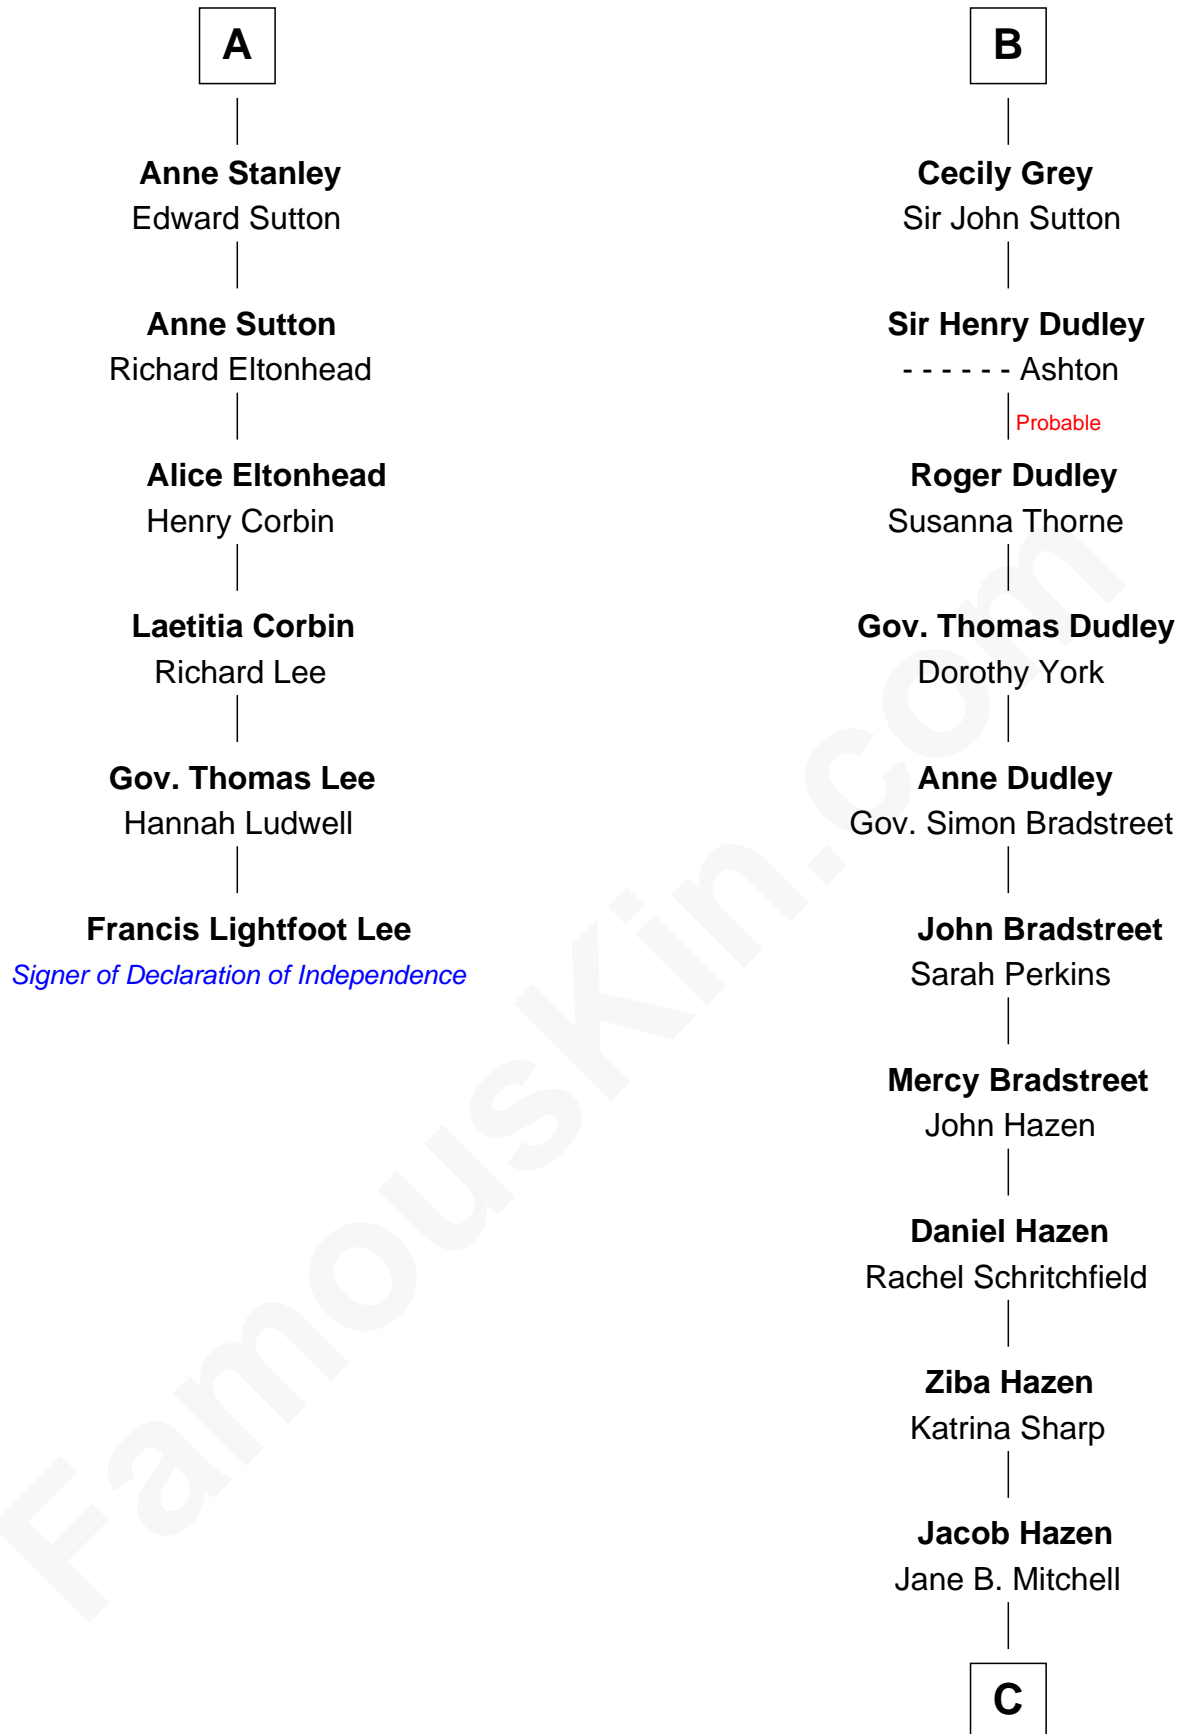 A
Anne Stanley
Edward Sutton
Anne Sutton
Richard Eltonhead
Alice Eltonhead
Henry Corbin
Laetitia Corbin
Richard Lee
Gov. Thomas Lee
Hannah Ludwell
Francis Lightfoot Lee
Signer of Declaration of Independence
B
Cecily Grey
Sir John Sutton
Sir Henry Dudley
- - - - - - Ashton
Probable
Roger Dudley
Susanna Thorne
Gov. Thomas Dudley
Dorothy York
Anne Dudley
Gov. Simon Bradstreet
John Bradstreet
Sarah Perkins
Mercy Bradstreet
John Hazen
Daniel Hazen
Rachel Schritchfield
Ziba Hazen
Katrina Sharp
Jacob Hazen
Jane B. Mitchell
C
FamousKin.com